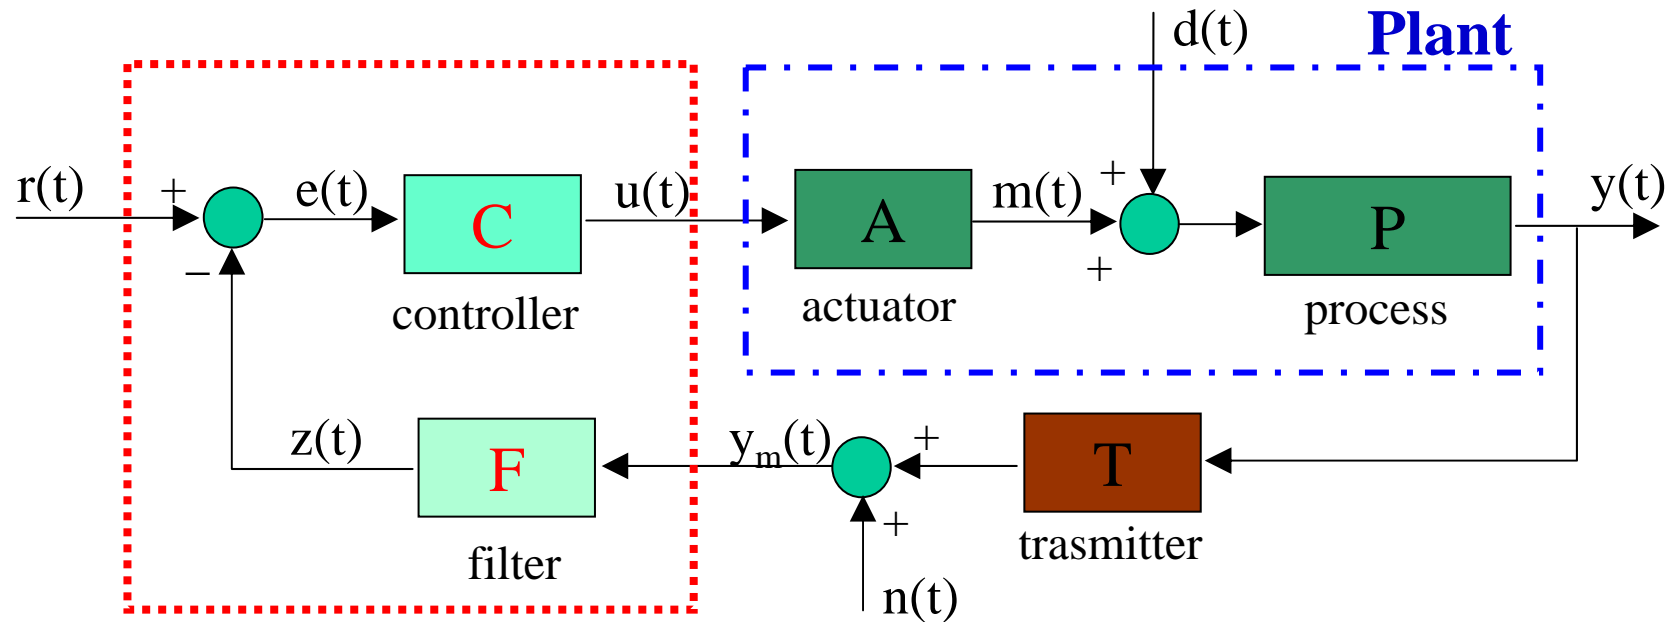 d(t)
Plant
r(t)
+
e(t)
C
u(t)
A
m(t)
+
P
y(t)
−
+
controller
actuator
process
z(t)
F
yₘ(t)
+
T
+
filter
trasmitter
n(t)